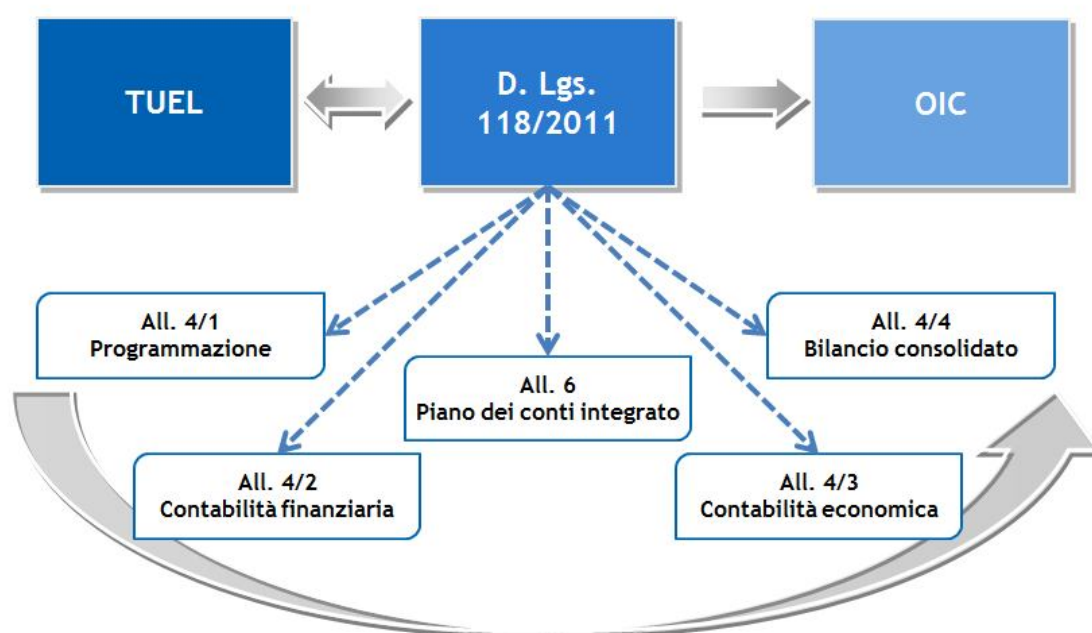 TUEL
D. Lgs.
118/2011
OIC
All. 4/1
Programmazione
All. 4/4
Bilancio consolidato
All. 6
Piano dei conti integrato
All. 4/2
Contabilità finanziaria
All. 4/3
Contabilità economica